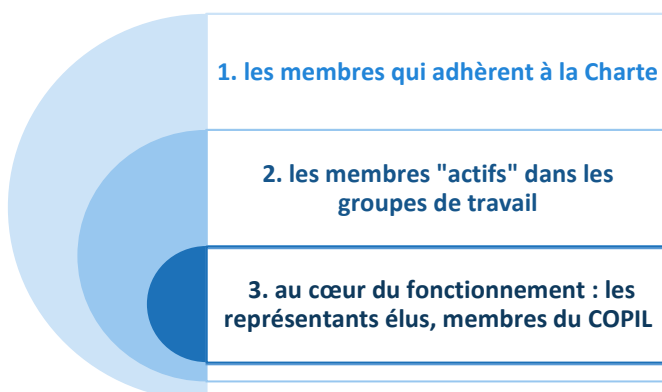 1. les membres qui adhèrent à la Charte
2. les membres "actifs" dans les
groupes de travail
3. au cœur du fonctionnement : les
représentants élus, membres du COPIL